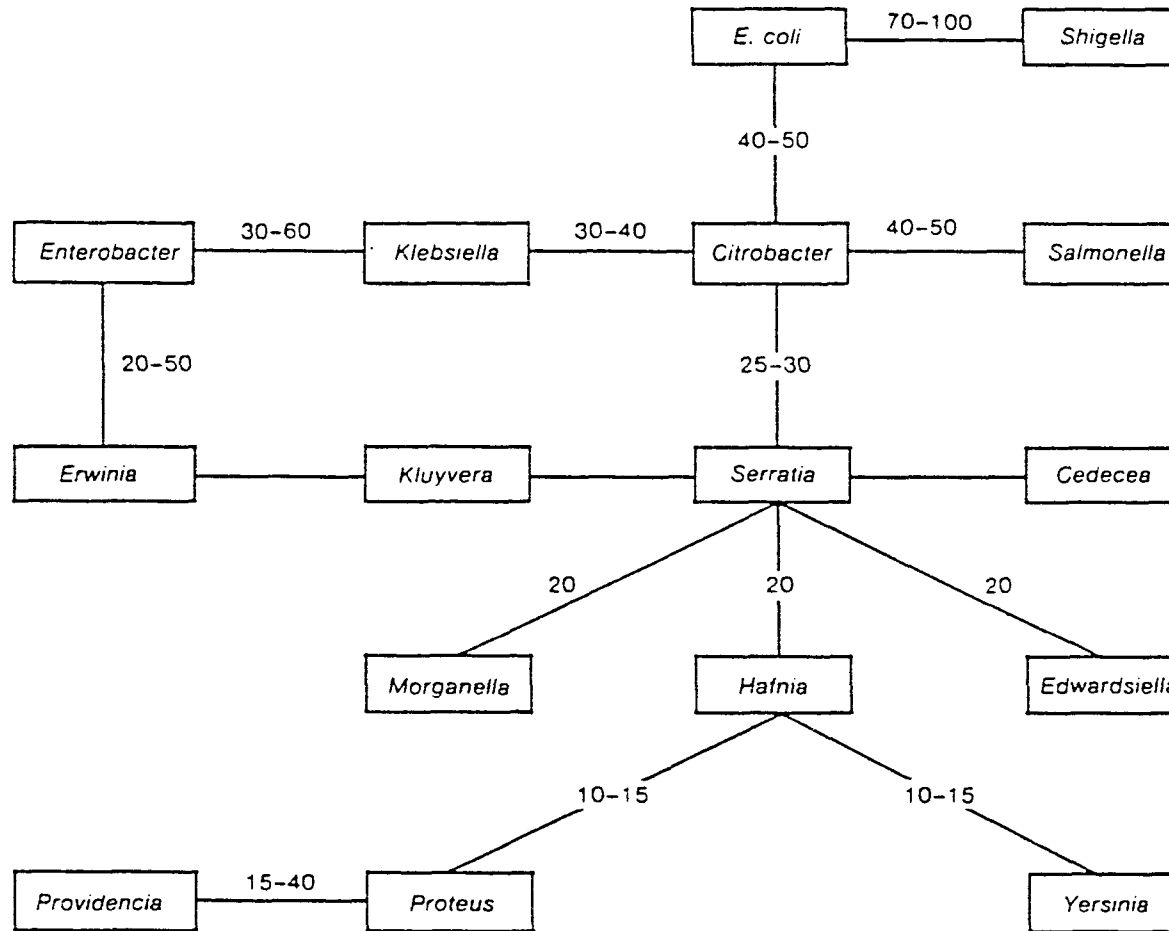 E. coli
70-100
Shigella
40-50
Enterobacter
30-60
Klebsiella
30-40
Citrobacter
40-50
Salmonella
20-50
25-30
Erwinia
Kluyvera
Serratia
Cedecea
20
20
20
Morganella
Hafnia
Edwardsiella
10-15
10-15
Providencia
15-40
Proteus
Yersinia